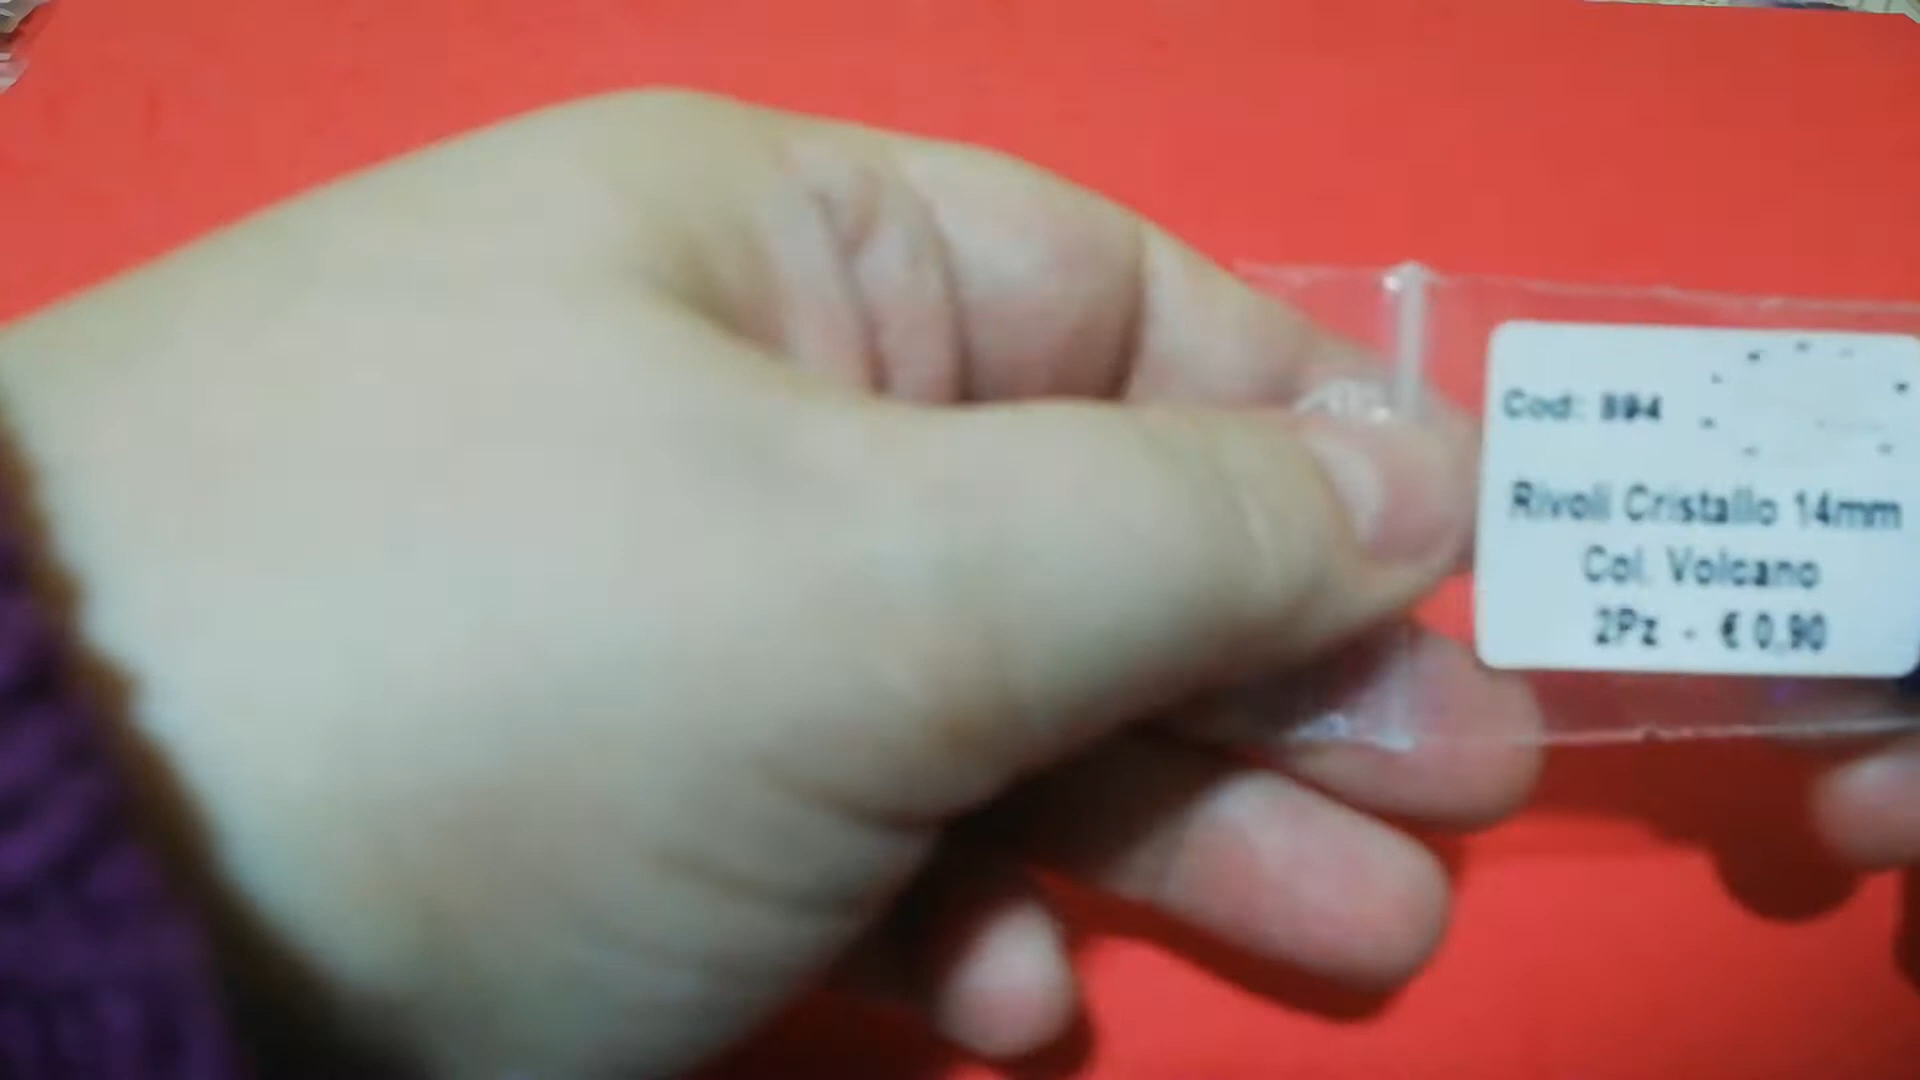 Cod: 894
Rivoli Cristallo 14mm
Col. Volcano
2Pz - € 0,90